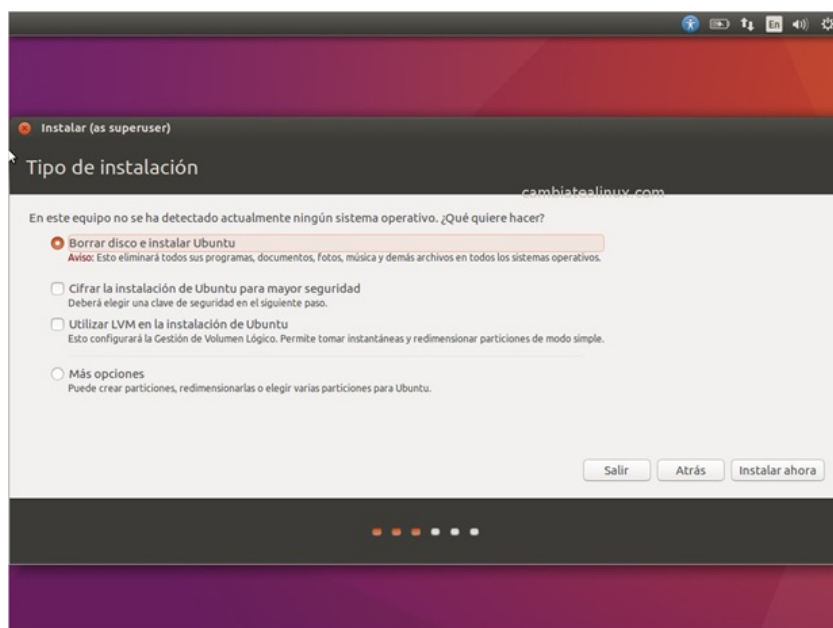 En
Instalar (as superuser)
Tipo de instalación
cambiatealinux.com
En este equipo no se ha detectado actualmente ningún sistema operativo. ¿Qué quiere hacer?
Borrar disco e instalar Ubuntu
Aviso: Esto eliminará todos sus programas, documentos, fotos, música y demás archivos en todos los sistemas operativos.
Cifrar la instalación de Ubuntu para mayor seguridad
Deberá elegir una clave de seguridad en el siguiente paso.
Utilizar LVM en la instalación de Ubuntu
Esto configurará la Gestión de Volumen Lógico. Permite tomar instantáneas y redimensionar particiones de modo simple.
Más opciones
Puede crear particiones, redimensionarlas o elegir varias particiones para Ubuntu.
Salir Atrás Instalar ahora